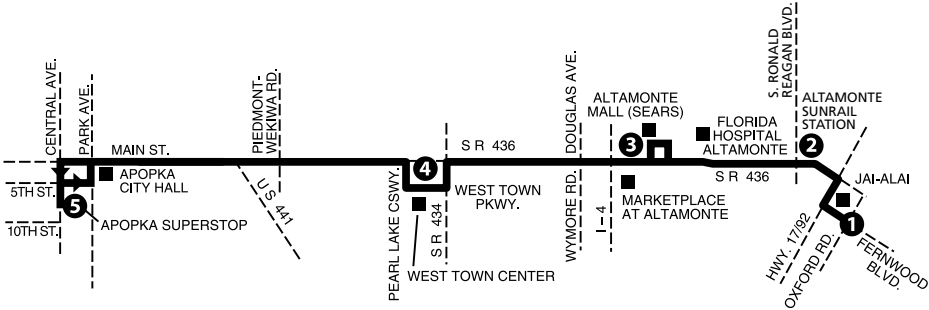 CENTRAL AVE.
PARK AVE.
PIEDMONT-
WEKIWA RD.
DOUGLAS AVE.
S. RONALD
REAGAN BLVD.
ALTAMONTE
MALL (SEARS)
FLORIDA
HOSPITAL
ALTAMONTE
ALTAMONTE
SUNRAIL
STATION
MAIN ST.
S R 436
3
2
4
S R 436
JAI-ALAI
APOPKA
CITY HALL
5TH ST.
5
APOPKA SUPERSTOP
10TH ST.
U S 441
PEARL LAKE CSWY.
S R 434
WEST TOWN
PKWY.
WEST TOWN CENTER
WYMORE RD.
I - 4
MARKETPLACE
AT ALTAMONTE
1
HWY. 17/92
OXFORD RD.
FERNWOOD
BLVD.